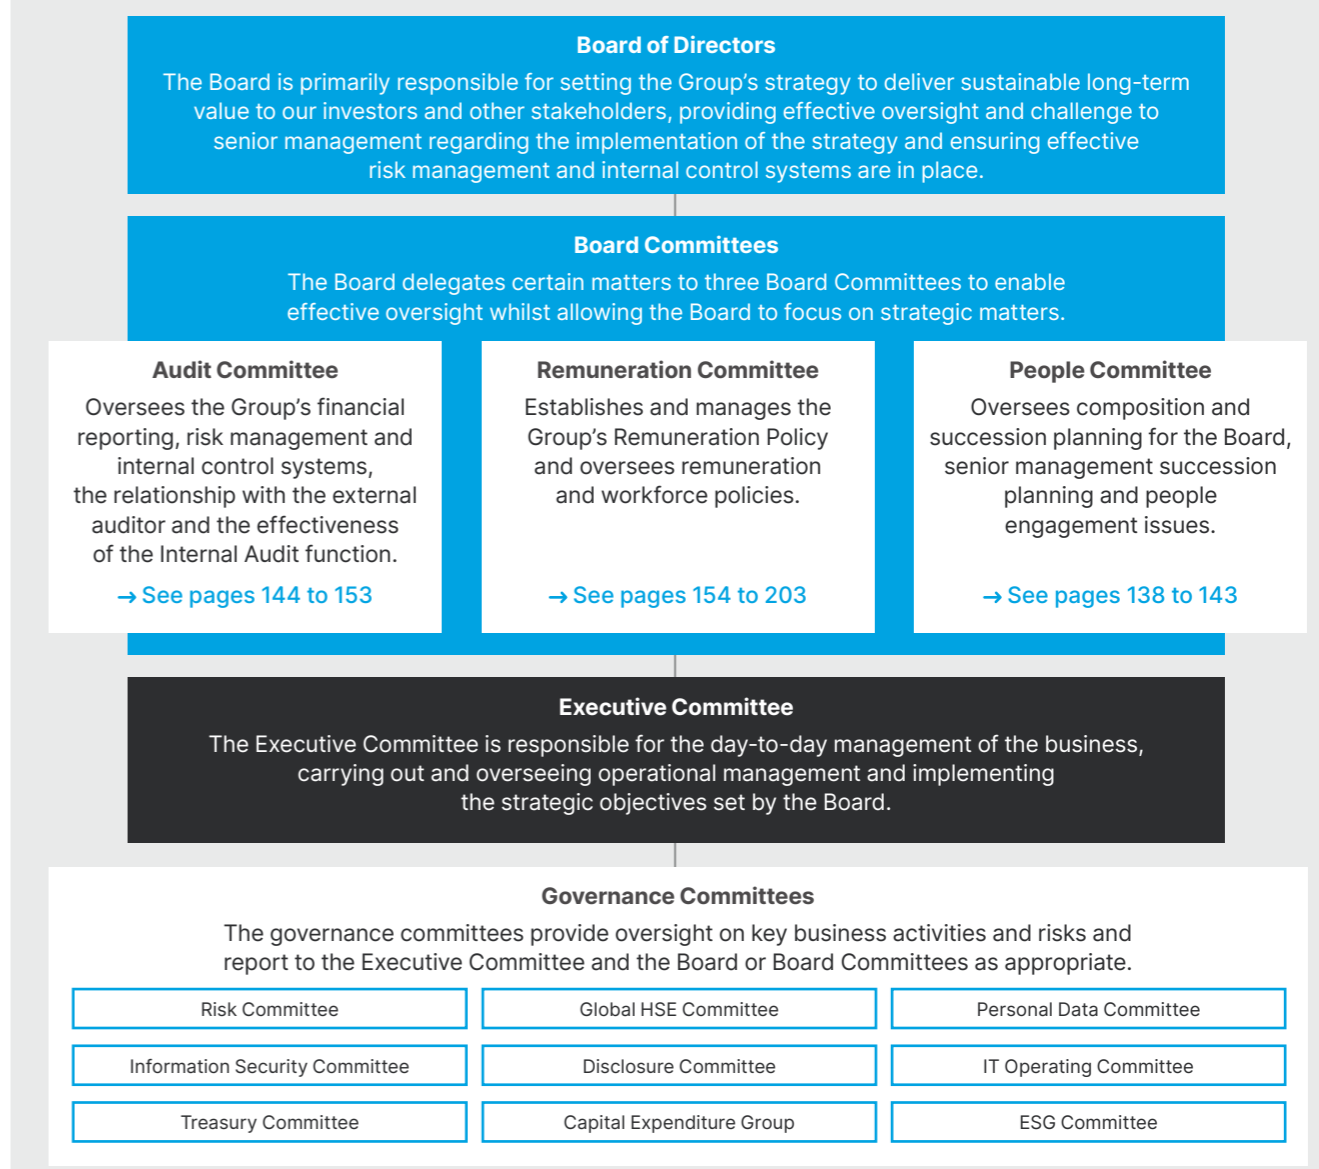 Board of Directors
The Board is primarily responsible for setting the Group’s strategy to deliver sustainable long-term
value to our investors and other stakeholders, providing effective oversight and challenge to
senior management regarding the implementation of the strategy and ensuring effective
risk management and internal control systems are in place.
Board Committees
The Board delegates certain matters to three Board Committees to enable
effective oversight whilst allowing the Board to focus on strategic matters.
Audit Committee
Oversees the Group’s financial
reporting, risk management and
internal control systems,
the relationship with the external
auditor and the effectiveness
of the Internal Audit function.
→ See pages 144 to 153
Remuneration Committee
Establishes and manages the
Group’s Remuneration Policy
and oversees remuneration
and workforce policies.
→ See pages 154 to 203
People Committee
Oversees composition and
succession planning for the Board,
senior management succession
planning and people
engagement issues.
→ See pages 138 to 143
Executive Committee
The Executive Committee is responsible for the day-to-day management of the business,
carrying out and overseeing operational management and implementing
the strategic objectives set by the Board.
Governance Committees
The governance committees provide oversight on key business activities and risks and
report to the Executive Committee and the Board or Board Committees as appropriate.
Risk Committee
Global HSE Committee
Personal Data Committee
Information Security Committee
Disclosure Committee
IT Operating Committee
Treasury Committee
Capital Expenditure Group
ESG Committee